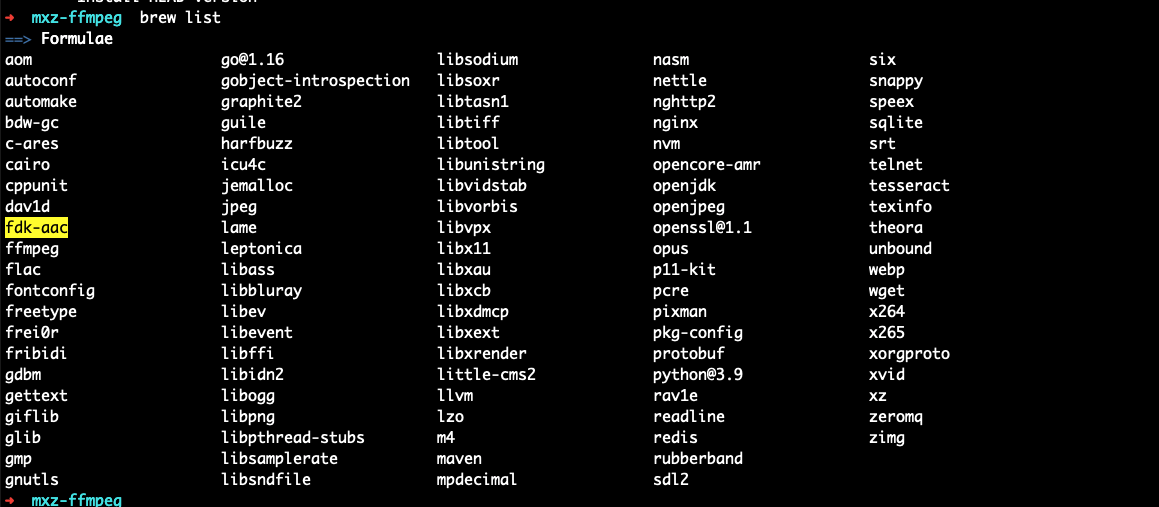 ➜ mxz-ffmpeg brew list
==> Formulae
aom go@1.16 libsodium nasm six
autoconf gobject-introspection libsoxr nettle snappy
automake graphite2 libtasn1 nghttp2 speex
bdw-gc guile libtiff nginx sqlite
c-ares harfbuzz libtool nvm srt
cairo icu4c libunistring opencore-amr telnet
cppunit jemalloc libvidstab openjdk tesseract
dav1d jpeg libvorbis openjpeg texinfo
fdk-aac lame libvpx openssl@1.1 theora
ffmpeg leptonica libx11 opus unbound
flac libass libxau p11-kit webp
fontconfig libbluray libxcb pcre wget
freetype libev libxdmcp pixman x264
frei0r libevent libxext pkg-config x265
fribidi libffi libxrender protobuf xorgproto
gdbm libidn2 little-cms2 python@3.9 xvid
gettext libogg llvm rav1e xz
giflib libpng lzo readline zeromq
glib libpthread-stubs m4 redis zimg
gmp libsamplerate maven rubberband
gnutls libsndfile mpdecimal sdl2
➜ mxz-ffmpeg